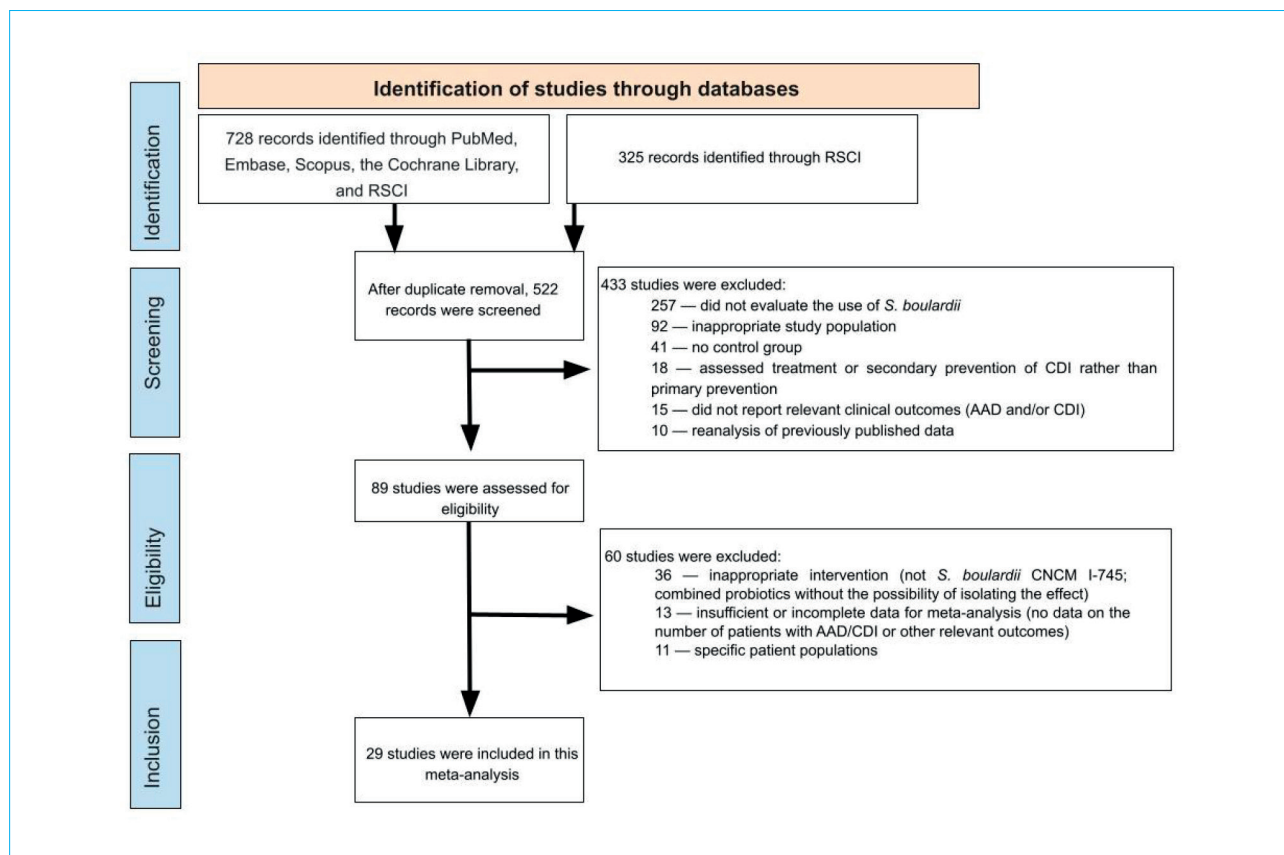 Identification of studies through databases
Identification
728 records identified through PubMed,
Embase, Scopus, the Cochrane Library,
and RSCI
325 records identified through RSCI
Screening
After duplicate removal, 522
records were screened
433 studies were excluded:
257 — did not evaluate the use of S. boulardii
92 — inappropriate study population
41 — no control group
18 — assessed treatment or secondary prevention of CDI rather than
primary prevention
15 — did not report relevant clinical outcomes (AAD and/or CDI)
10 — reanalysis of previously published data
Eligibility
89 studies were assessed for
eligibility
60 studies were excluded:
36 — inappropriate intervention (not S. boulardii CNCM I-745;
combined probiotics without the possibility of isolating the effect)
13 — insufficient or incomplete data for meta-analysis (no data on the
number of patients with AAD/CDI or other relevant outcomes)
11 — specific patient populations
Inclusion
29 studies were included in this
meta-analysis